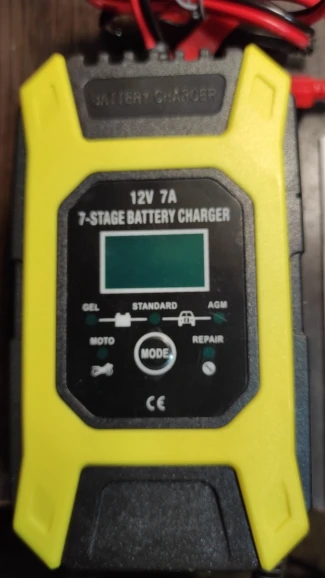 BATTERY CHARGER
12V 7A
7-STAGE BATTERY CHARGER
GEL STANDARD AGM
MOTO REPAIR
MODE
CE